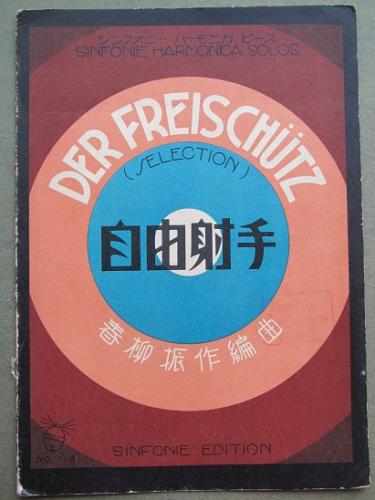 シンフオニー ハーモニカ ピース
SINFONIE HARMONICA SOLOS
DER FREISCHÜTZ
(SELECTION)
自由射手
春柳振作編曲
SINFONIE EDITION